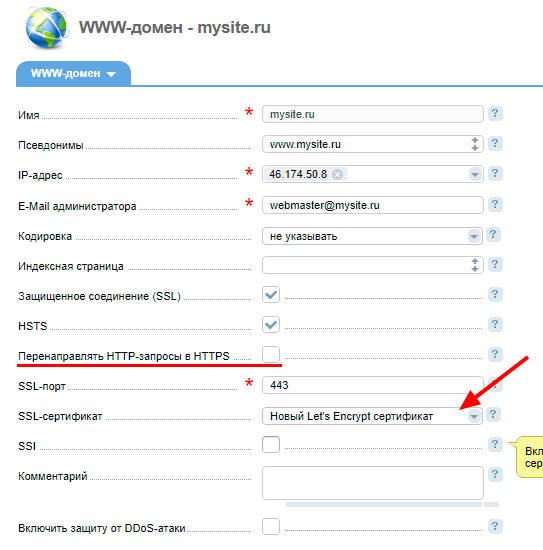 WWW-домен - mysite.ru
WWW-домен
Имя * mysite.ru ?
Псевдонимы www.mysite.ru ?
IP-адрес * 46.174.50.8 ?
E-Mail администратора * webmaster@mysite.ru ?
Кодировка не указывать ?
Индексная страница ?
Защищенное соединение (SSL) ?
HSTS ?
Перенаправлять HTTP-запросы в HTTPS ?
SSL-порт * 443 ?
SSL-сертификат Новый Let's Encrypt сертификат ?
SSI ?
Вкл
сер
Комментарий ?
Включить защиту от DDoS-атаки ?